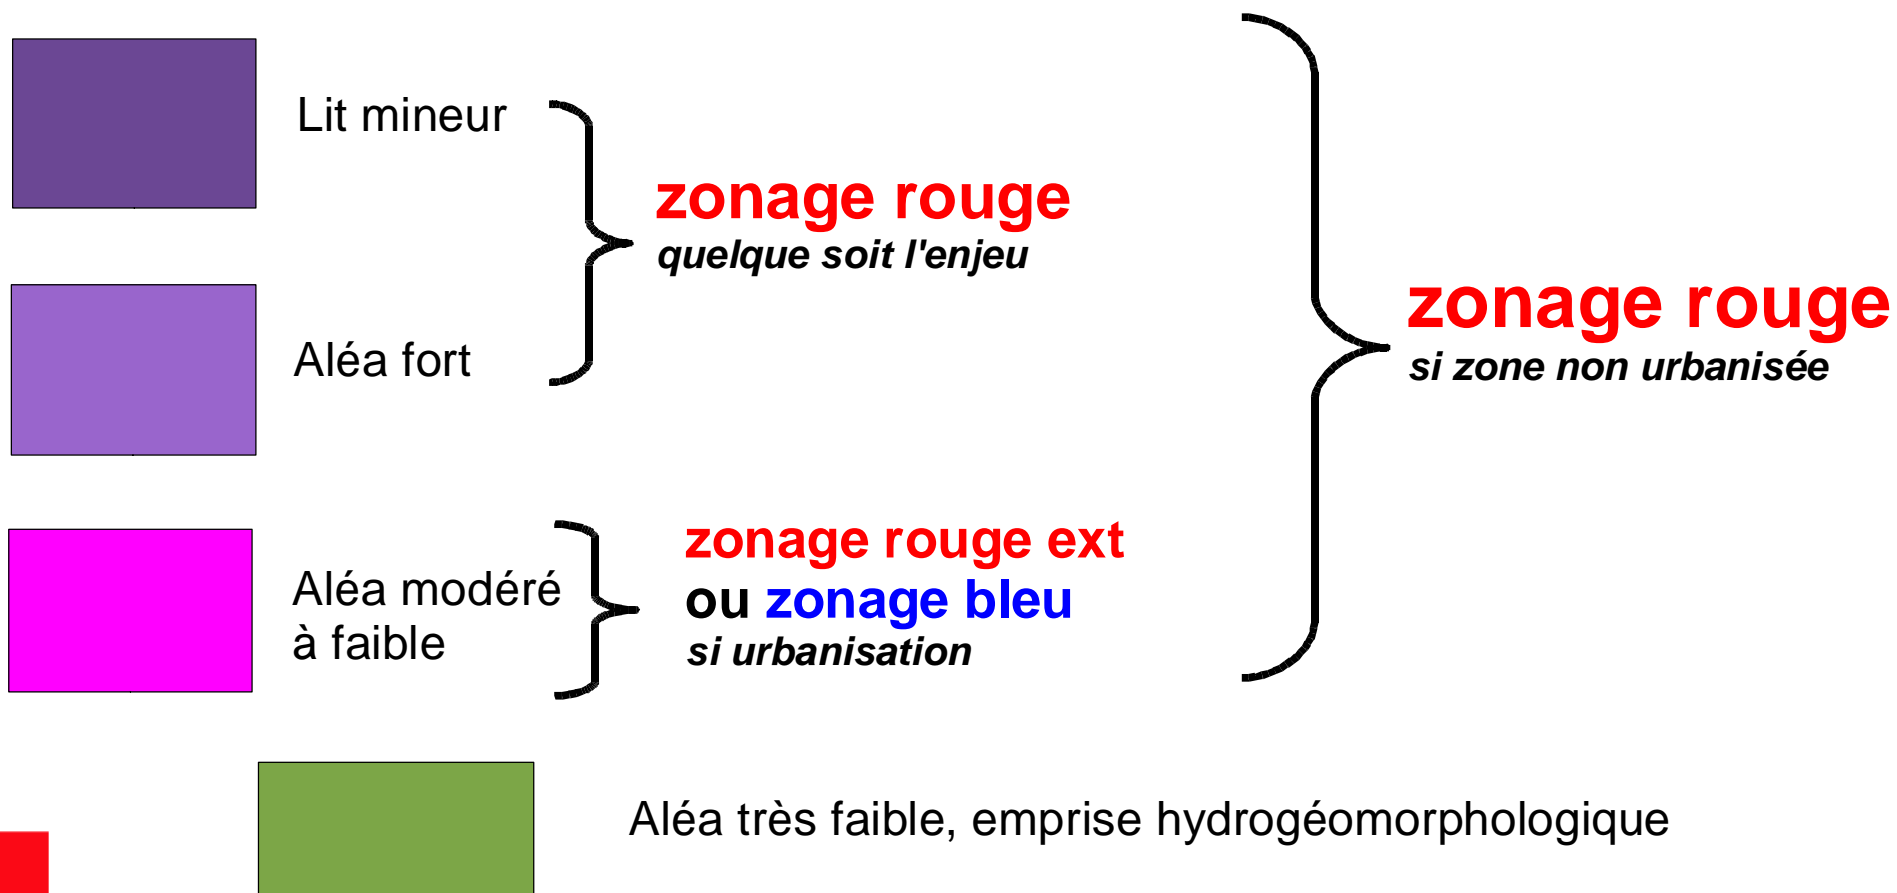 Lit mineur
zonage rouge
quelque soit l'enjeu
Aléa fort
zonage rouge
si zone non urbanisée
Aléa modéré
à faible
zonage rouge ext
ou zonage bleu
si urbanisation
Aléa très faible, emprise hydrogéomorphologique